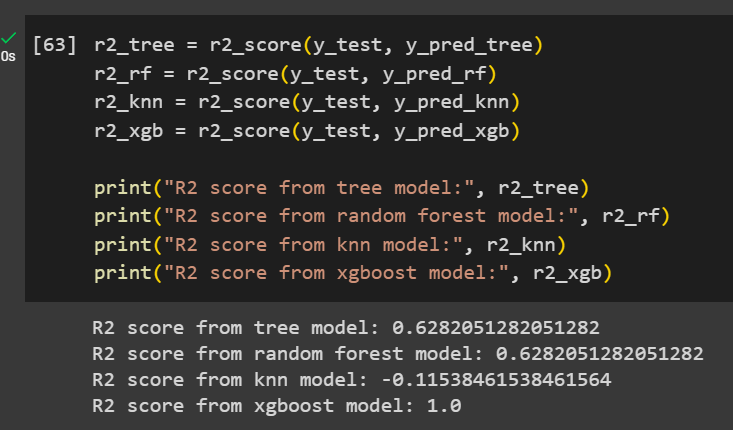 [63] r2_tree = r2_score(y_test, y_pred_tree)
0s
r2_rf = r2_score(y_test, y_pred_rf)
r2_knn = r2_score(y_test, y_pred_knn)
r2_xgb = r2_score(y_test, y_pred_xgb)
print("R2 score from tree model:", r2_tree)
print("R2 score from random forest model:", r2_rf)
print("R2 score from knn model:", r2_knn)
print("R2 score from xgboost model:", r2_xgb)
R2 score from tree model: 0.6282051282051282
R2 score from random forest model: 0.6282051282051282
R2 score from knn model: -0.11538461538461564
R2 score from xgboost model: 1.0